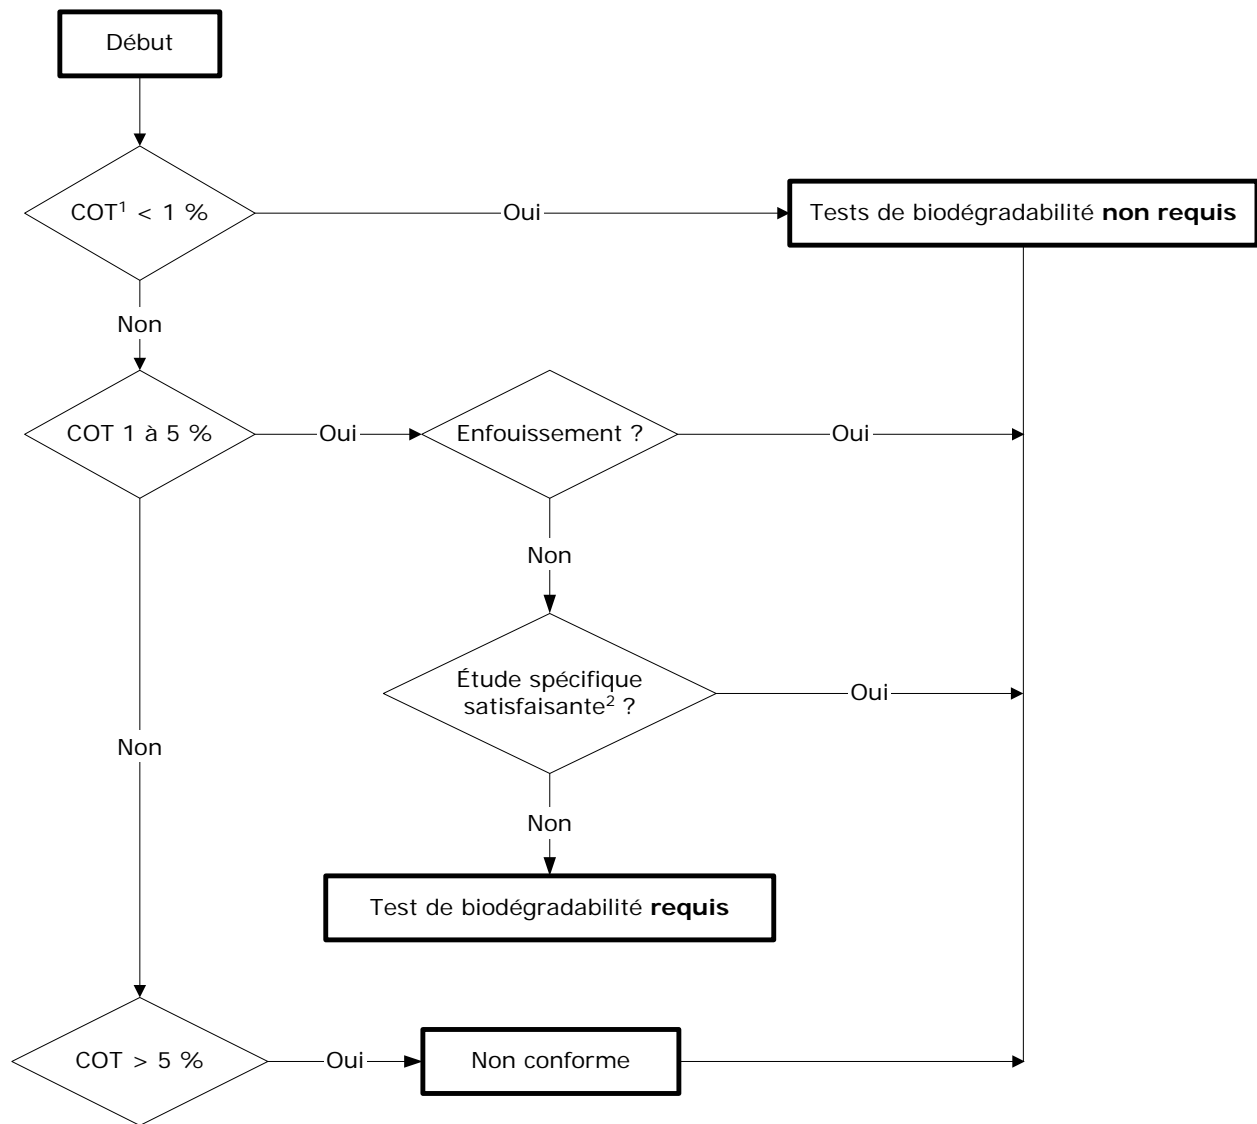 Début
COT¹ < 1 %
Oui
Tests de biodégradabilité non requis
Non
COT 1 à 5 %
Oui
Enfouissement ?
Oui
Non
Étude spécifique
satisfaisante² ?
Oui
Non
Non
Test de biodégradabilité requis
COT > 5 %
Oui
Non conforme